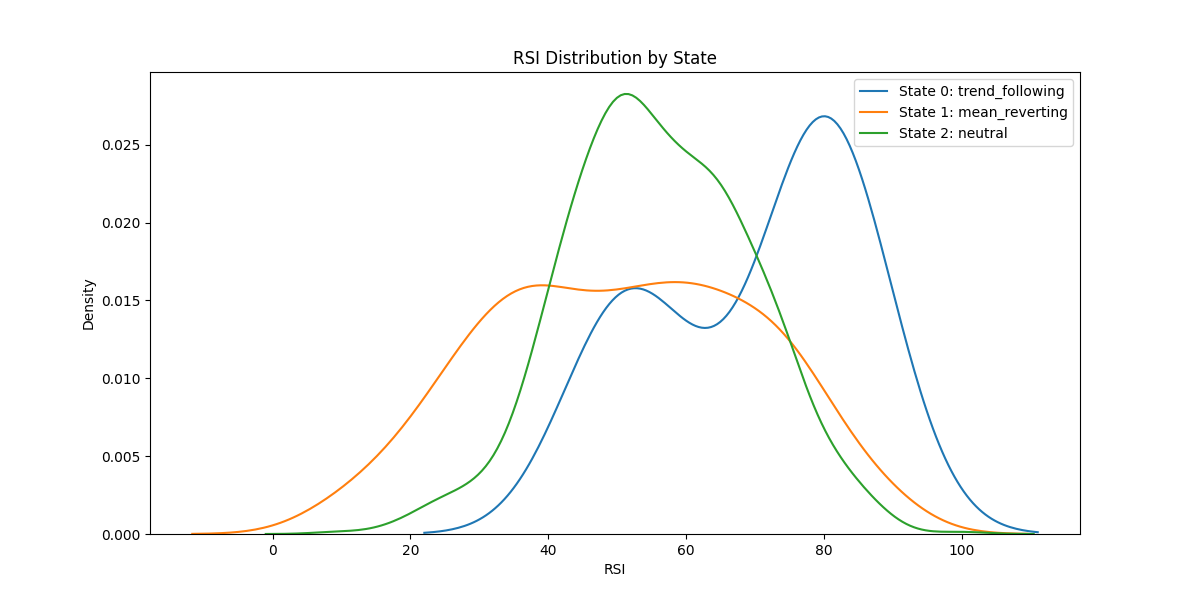 RSI Distribution by State
State 0: trend_following
State 1: mean_reverting
State 2: neutral
Density
0.025
0.020
0.015
0.010
0.005
0.000
0 20 40 60 80 100
RSI